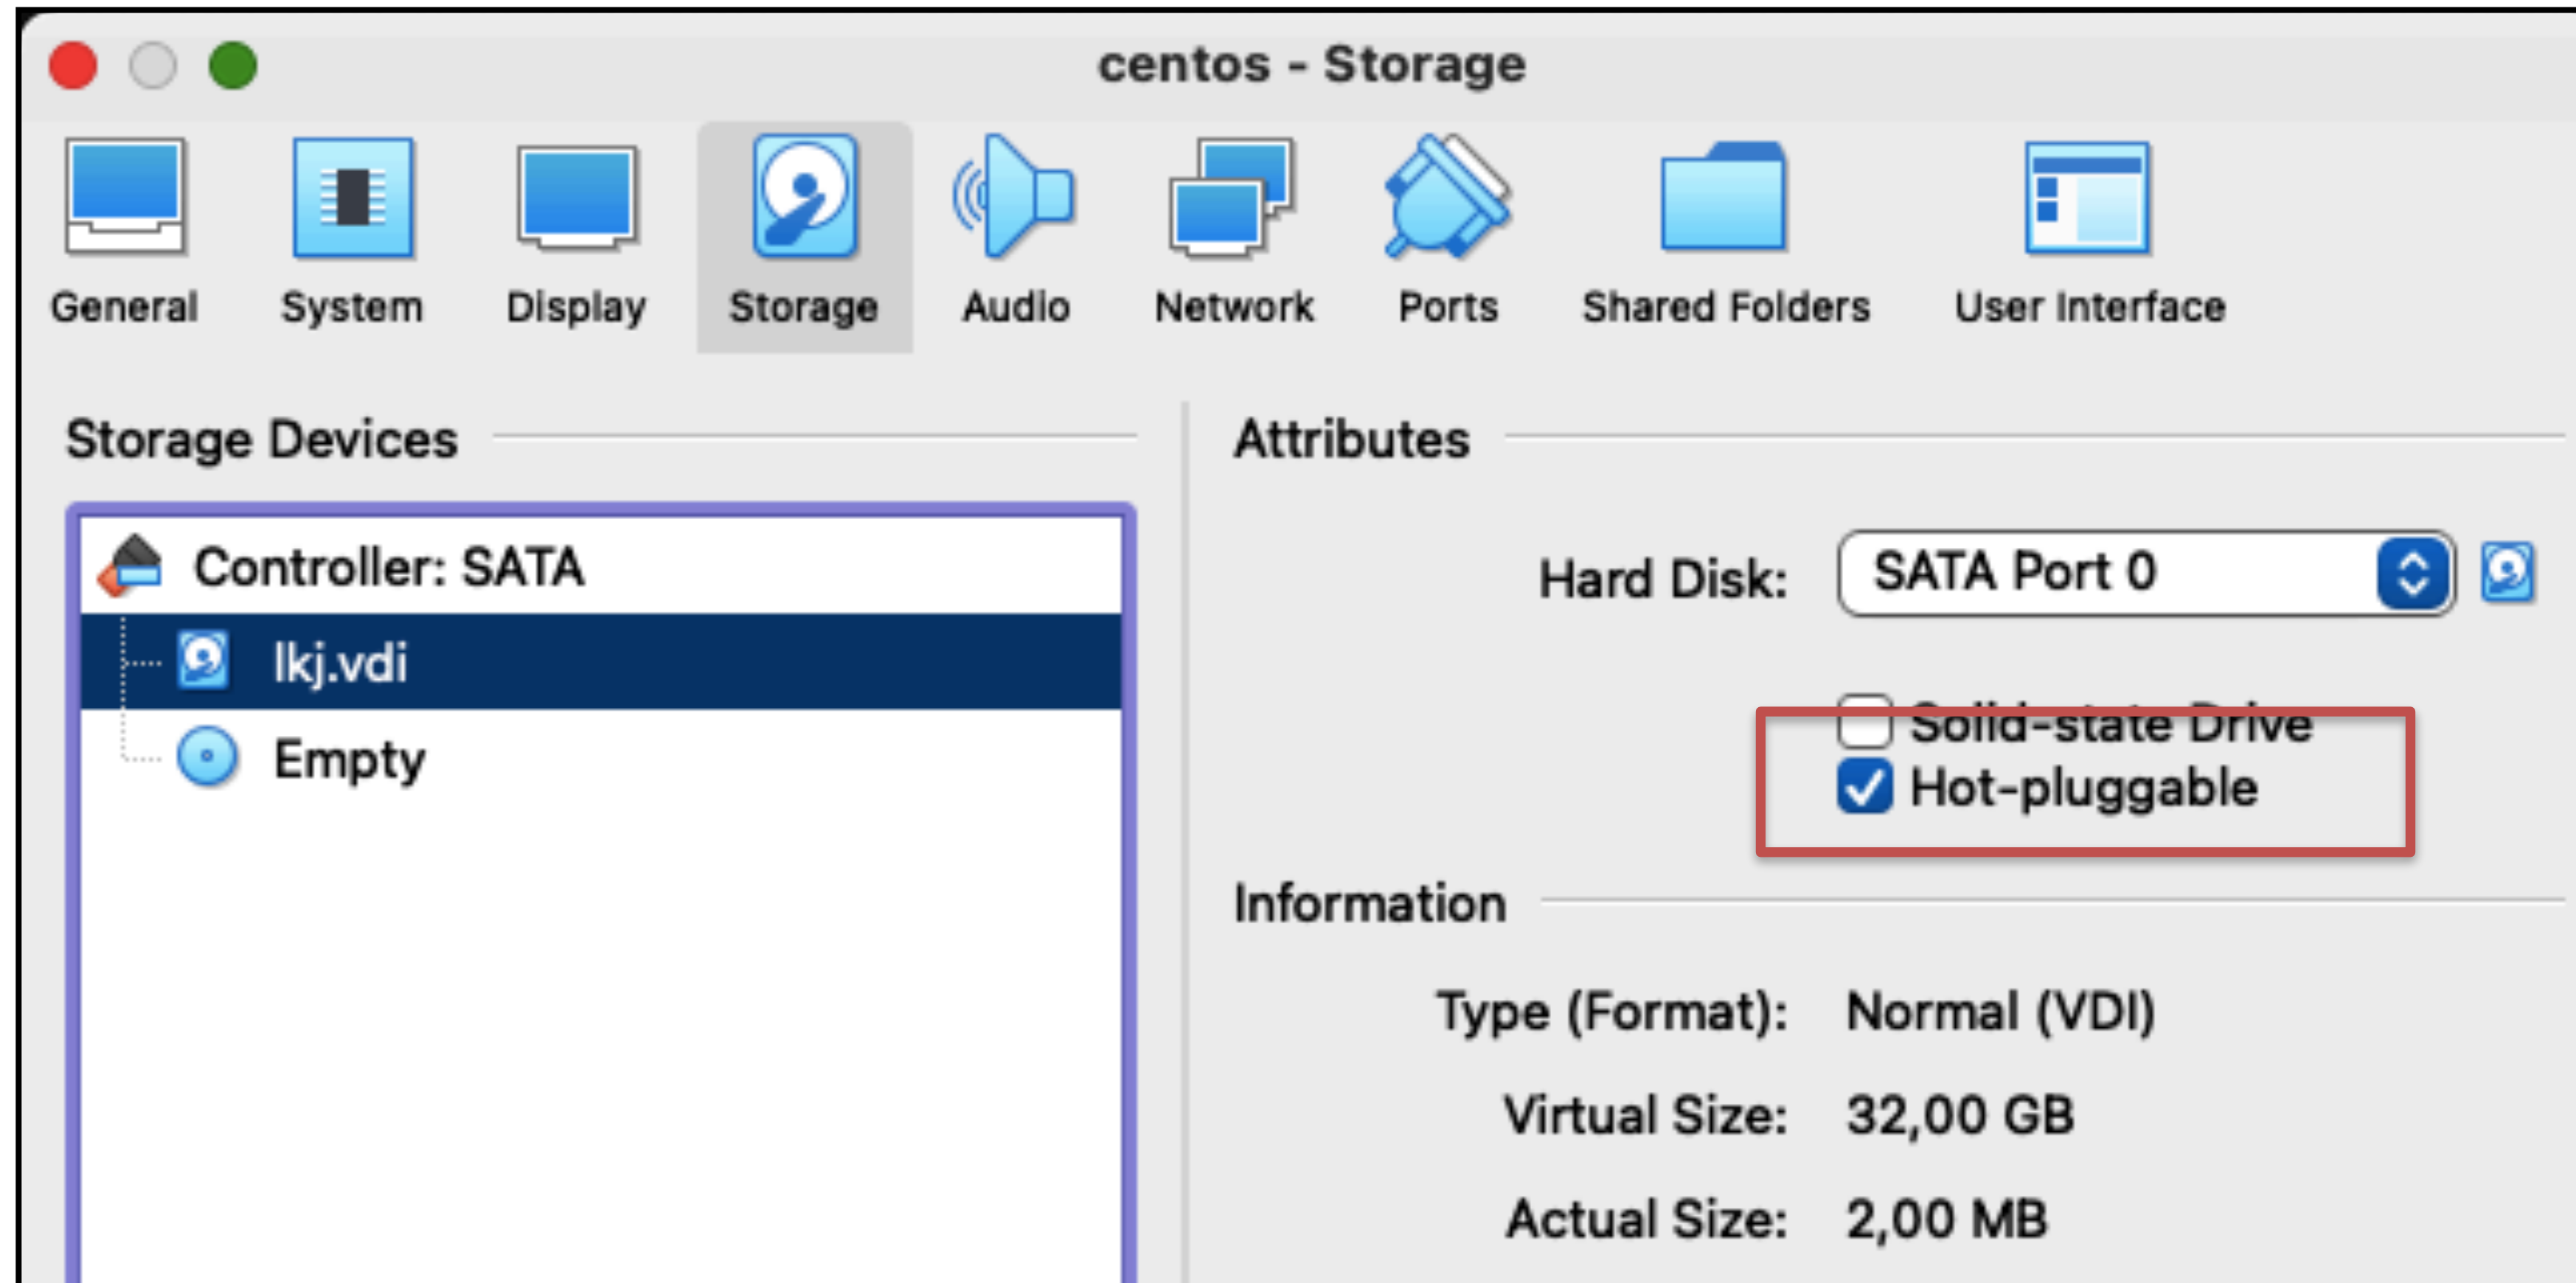 centos - Storage
General System Display Storage Audio Network Ports Shared Folders User Interface
Storage Devices
Controller: SATA
lkj.vdi
Empty
Attributes
Hard Disk: SATA Port 0
Solid-state Drive
Hot-pluggable
Information
Type (Format): Normal (VDI)
Virtual Size: 32,00 GB
Actual Size: 2,00 MB